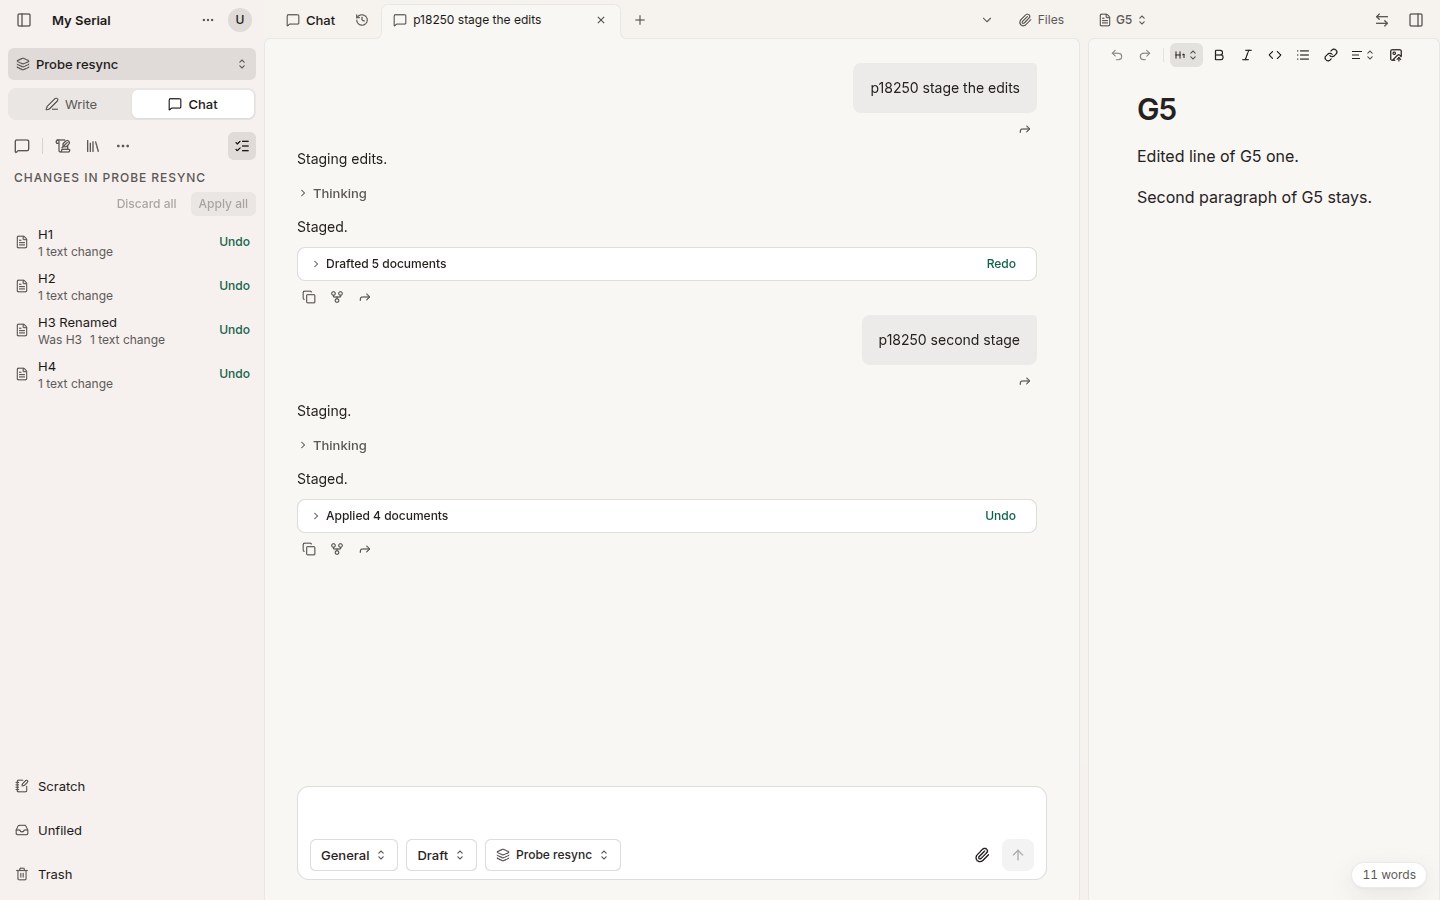 My Serial
U
Chat
p18250 stage the edits
Files
G5
Probe resync
Write
Chat
CHANGES IN PROBE RESYNC
Discard all
Apply all
H1
1 text change
Undo
H2
1 text change
Undo
H3 Renamed
Was H3 1 text change
Undo
H4
1 text change
Undo
Scratch
Unfiled
Trash
p18250 stage the edits
Staging edits.
Thinking
Staged.
Drafted 5 documents
Redo
p18250 second stage
Staging.
Thinking
Staged.
Applied 4 documents
Undo
General
Draft
Probe resync
H1
G5
Edited line of G5 one.
Second paragraph of G5 stays.
11 words